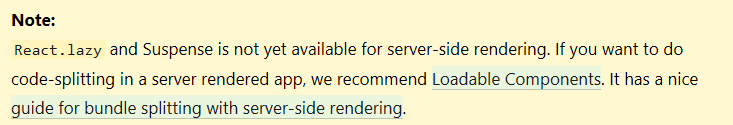 Note:
React.lazy and Suspense is not yet available for server-side rendering. If you want to do
code-splitting in a server rendered app, we recommend Loadable Components. It has a nice
guide for bundle splitting with server-side rendering.